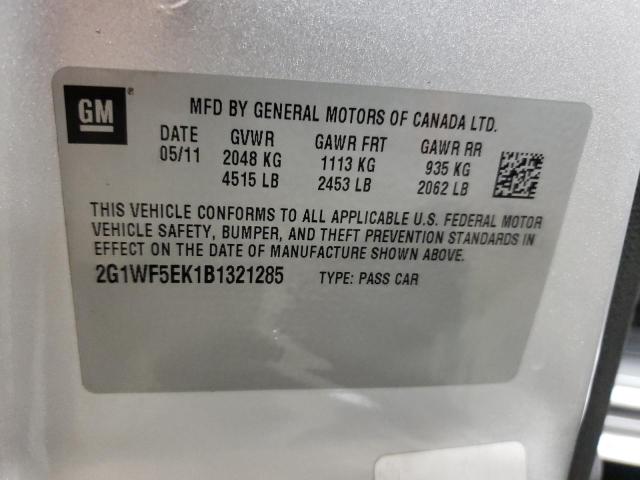 GM ®
MFD BY GENERAL MOTORS OF CANADA LTD.
DATE GVWR GAWR FRT GAWR RR
05/11 2048 KG 1113 KG 935 KG
4515 LB 2453 LB 2062 LB
THIS VEHICLE CONFORMS TO ALL APPLICABLE U.S. FEDERAL MOTOR
VEHICLE SAFETY, BUMPER, AND THEFT PREVENTION STANDARDS IN
EFFECT ON THE DATE OF MANUFACTURE SHOWN ABOVE.
2G1WF5EK1B1321285 TYPE: PASS CAR